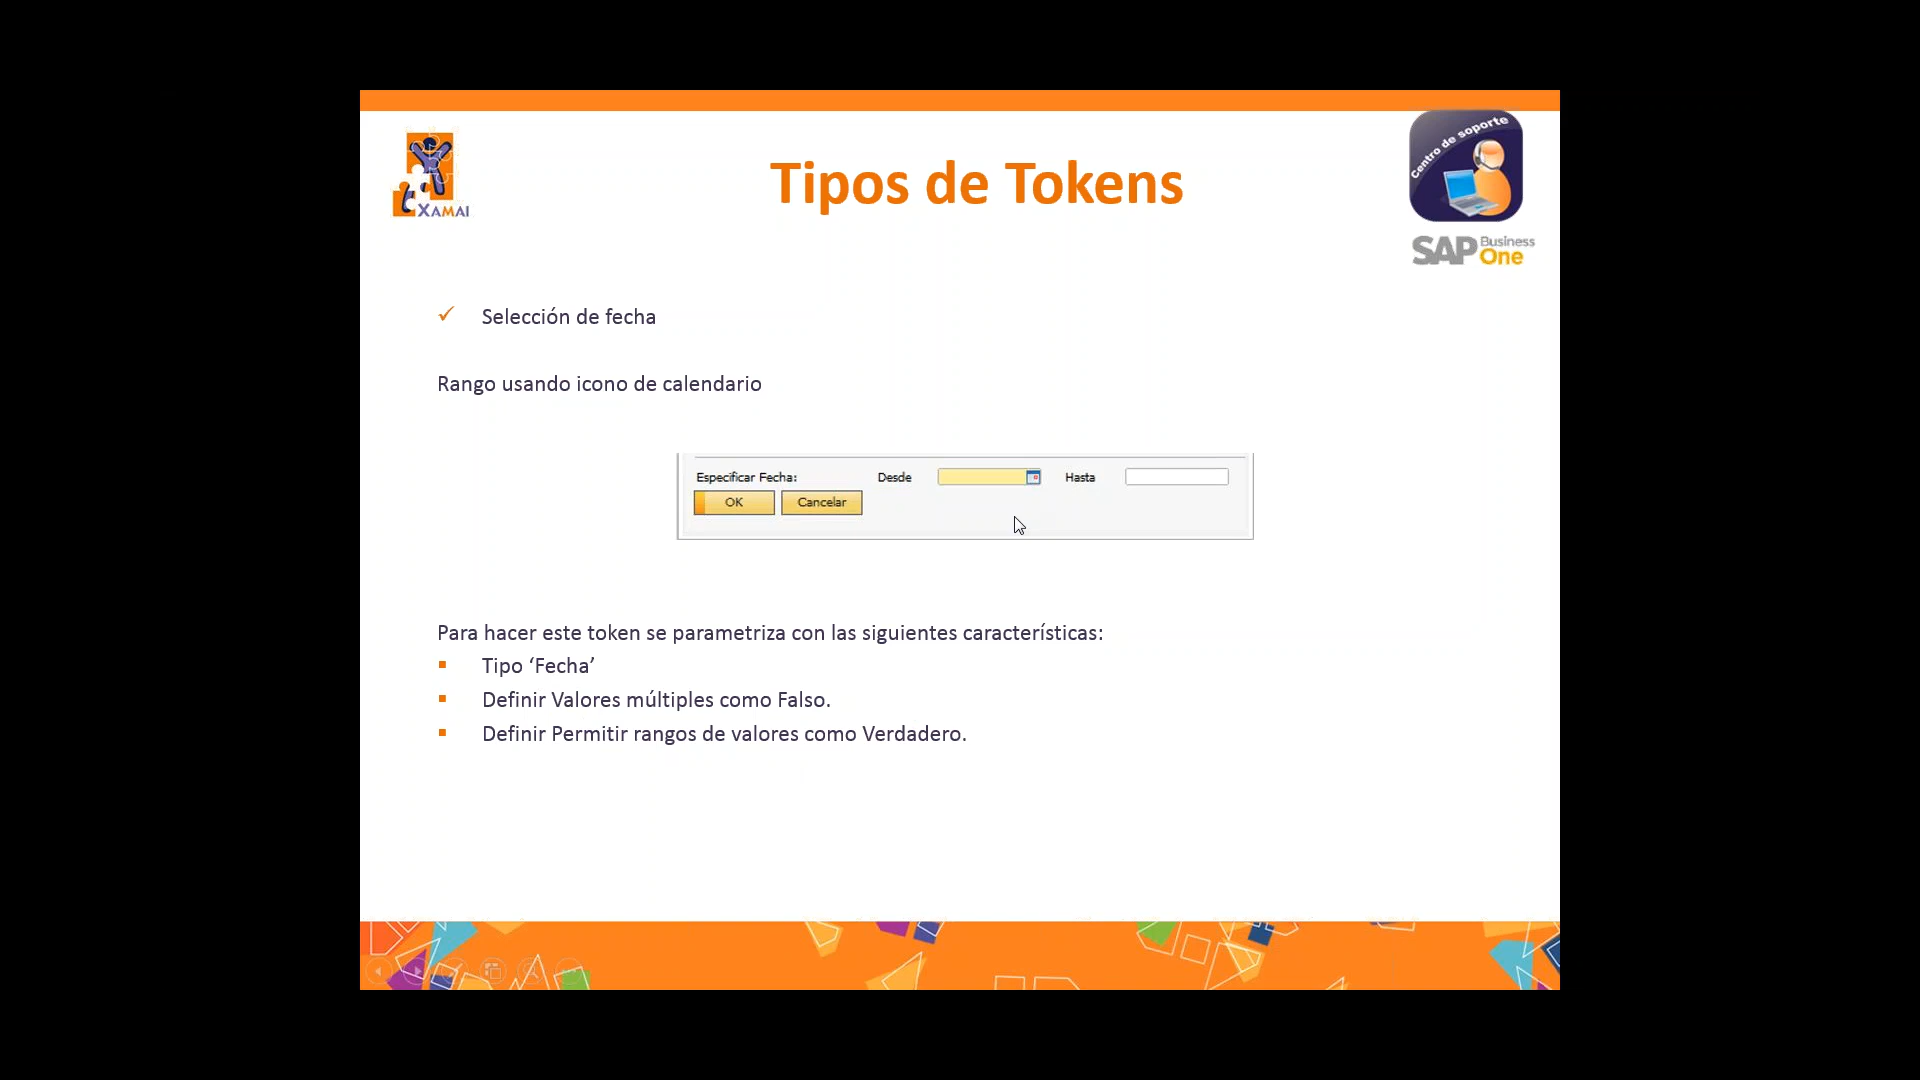 XAMAI
Tipos de Tokens
Centro de soporte
SAP Business One
Selección de fecha
Rango usando icono de calendario
Especificar Fecha: Desde Hasta
OK Cancelar
Para hacer este token se parametriza con las siguientes características:
Tipo ‘Fecha’
Definir Valores múltiples como Falso.
Definir Permitir rangos de valores como Verdadero.